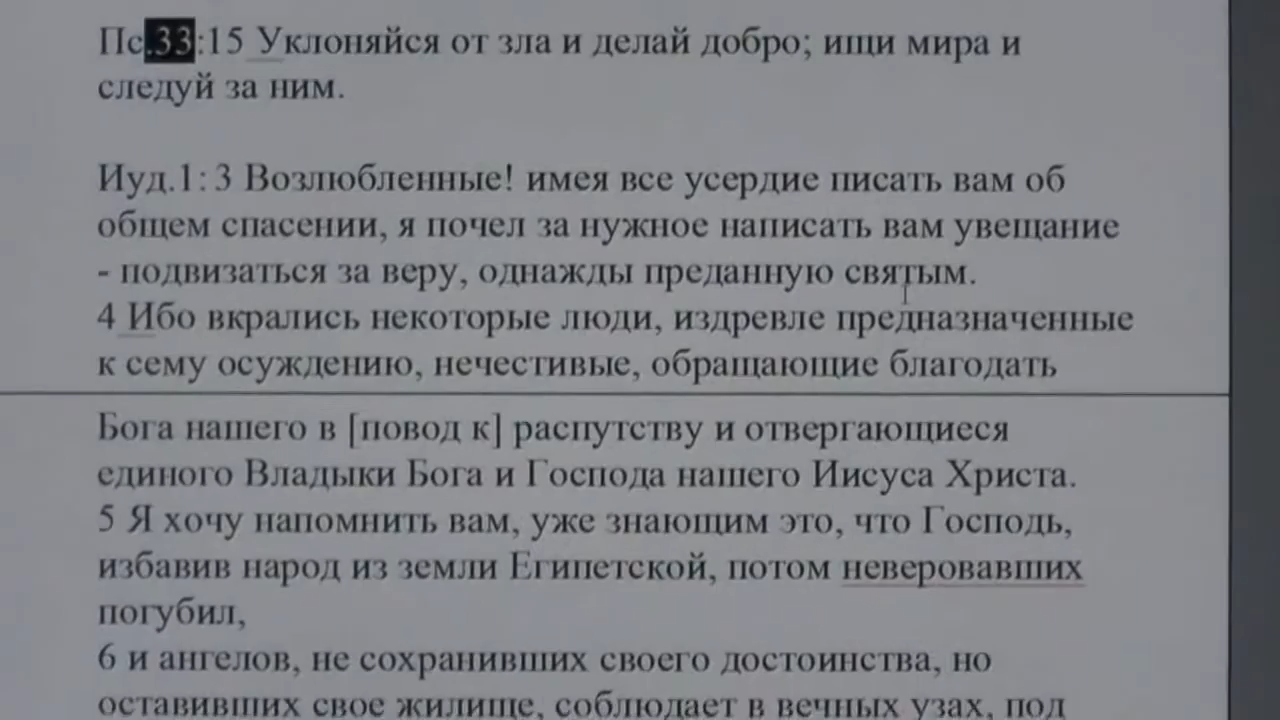 Пс.33:15 Уклоняйся от зла и делай добро; ищи мира и
следуй за ним.
Иуд.1:3 Возлюбленные! имея все усердие писать вам об
общем спасении, я почел за нужное написать вам увещание
- подвизаться за веру, однажды преданную святым.
4 Ибо вкрались некоторые люди, издревле предназначенные
к сему осуждению, нечестивые, обращающие благодать
Бога нашего в [повод к] распутству и отвергающиеся
единого Владыки Бога и Господа нашего Иисуса Христа.
5 Я хочу напомнить вам, уже знающим это, что Господь,
избавив народ из земли Египетской, потом неверовавших
погубил,
6 и ангелов, не сохранивших своего достоинства, но
оставивших свое жилище, соблюдает в вечных узах, под